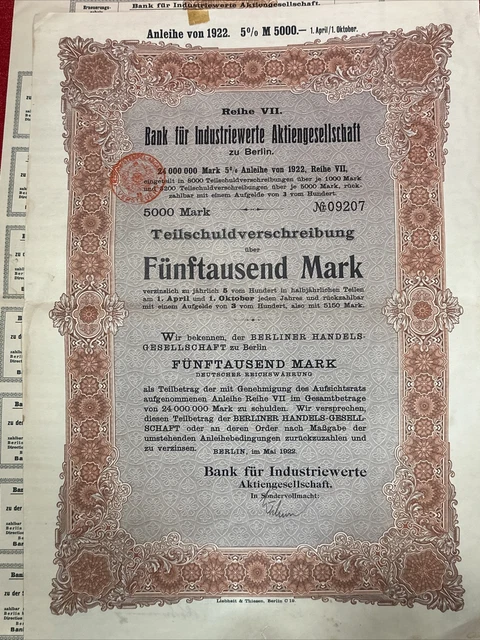 Bank für Industriewerte Aktiengesellschaft.
Anleihe von 1922. 5% M 5000.— 1. April/1. Oktober.
Reihe VII.
Bank für Industriewerte Aktiengesellschaft
zu Berlin.
24 000 000 Mark 5% Anleihe von 1922, Reihe VII,
eingeteilt in 8000 Teilschuldverschreibungen über je 1000 Mark
und 3200 Teilschuldverschreibungen über je 5000 Mark, rück-
zahlbar mit einem Aufgelde von 3 vom Hundert.
5000 Mark № 09207
Teilschuldverschreibung
über
Fünftausend Mark
verzinslich zu jährlich 5 vom Hundert in halbjährlichen Teilen
am 1. April und 1. Oktober jeden Jahres und rückzahlbar
mit einem Aufgelde von 3 vom Hundert, also mit 5150 Mark.
Wir bekennen, der BERLINER HANDELS-
GESELLSCHAFT zu Berlin
FÜNFTAUSEND MARK
DEUTSCHER REICHSWÄHRUNG
als Teilbetrag der mit Genehmigung des Aufsichtsrats
aufgenommenen Anleihe Reihe VII im Gesamtbetrage
von 24 000 000 Mark zu schulden. Wir versprechen,
diesen Teilbetrag der BERLINER HANDELS-GESELL-
SCHAFT oder an deren Order nach Maßgabe der
umstehenden Anleihebedingungen zurückzuzahlen und
zu verzinsen.
BERLIN, im Mai 1922.
Bank für Industriewerte
Aktiengesellschaft.
In Sondervollmacht:
Liebheit & Thiesen, Berlin C 19.